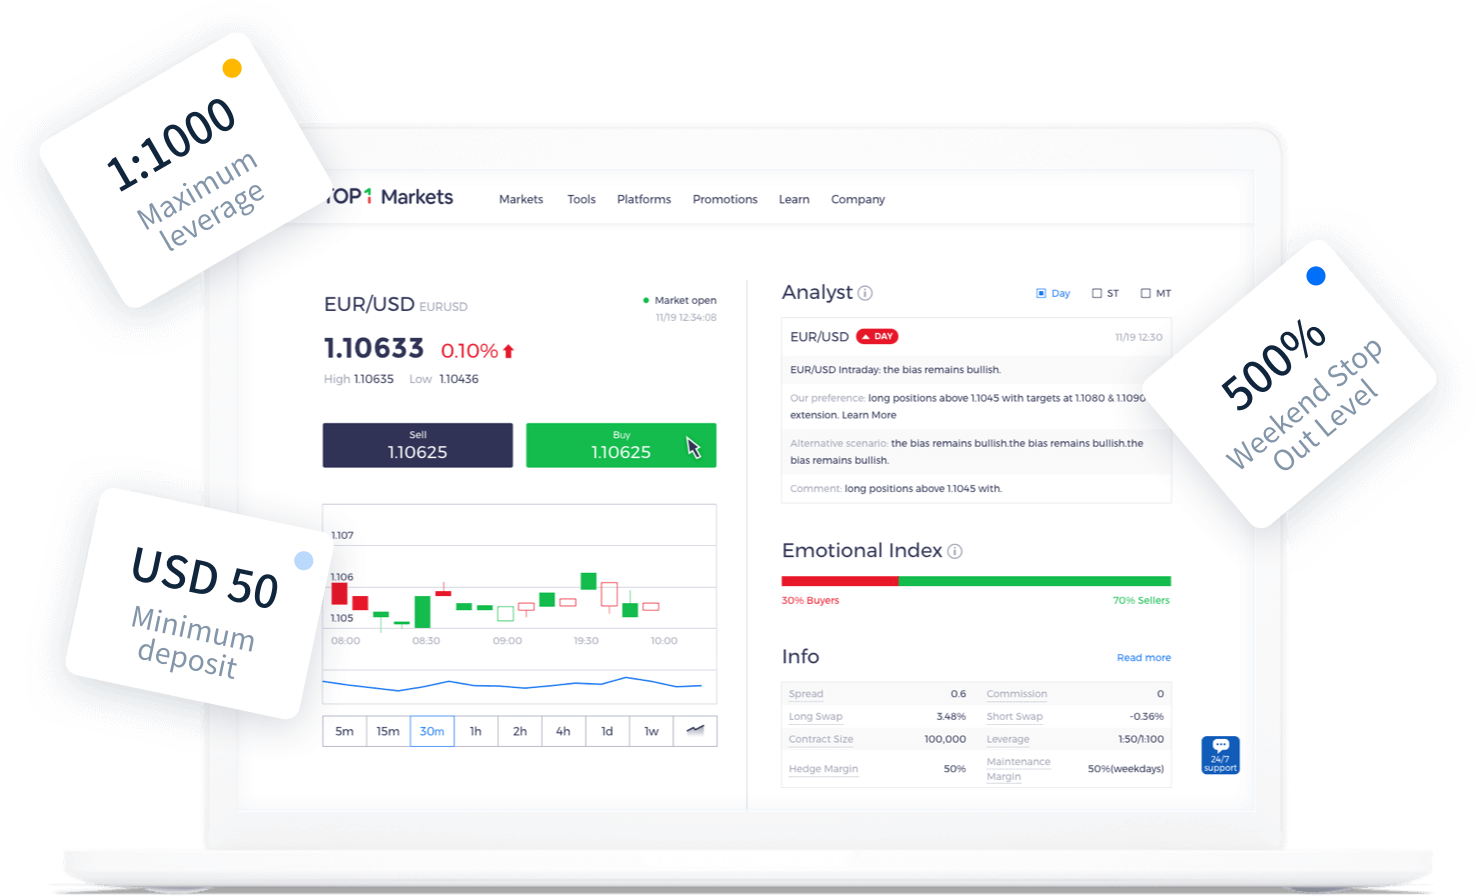 1:1000
Maximum
leverage
TOP1 Markets
Markets Tools Platforms Promotions Learn Company
EUR/USD EURUSD
Market open
11/19 12:34:08
1.10633 0.10%
High 1.10635 Low 1.10436
Sell
1.10625
Buy
1.10625
1.107
1.106
1.105
08:00 08:30 09:00 19:30 10:00
5m 15m 30m 1h 2h 4h 1d 1w
USD 50
Minimum
deposit
Analyst
Day ST MT
EUR/USD DAY 11/19 12:30
EUR/USD Intraday: the bias remains bullish.
Our preference: long positions above 1.1045 with targets at 1.1080 & 1.1090
extension. Learn More
Alternative scenario: the bias remains bullish.the bias remains bullish.the
bias remains bullish.
Comment: long positions above 1.1045 with.
500%
Weekend Stop
Out Level
Emotional Index
30% Buyers 70% Sellers
Info Read more
Spread 0.6 Commission 0
Long Swap 3.48% Short Swap -0.36%
Contract Size 100,000 Leverage 1:50/1:100
Hedge Margin 50% Maintenance
Margin 50%(weekdays)
24/7
support